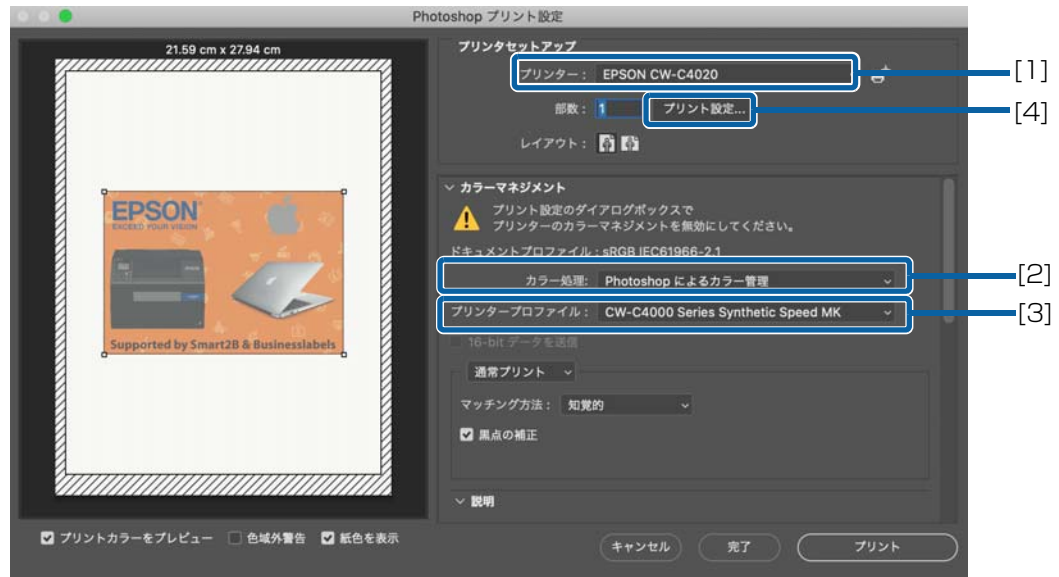 Photoshop プリント設定
21.59 cm x 27.94 cm
EPSON
EXCEED YOUR VISION
Supported by Smart2B & Businesslabels
プリントカラーをプレビュー 色域外警告 紙色を表示
プリンタセットアップ
プリンター： EPSON CW-C4020
[1]
部数： 1 プリント設定...
[4]
レイアウト：
カラーマネジメント
プリント設定のダイアログボックスで
プリンターのカラーマネジメントを無効にしてください。
ドキュメントプロファイル : sRGB IEC61966-2.1
カラー処理: Photoshop によるカラー管理
[2]
プリンタープロファイル： CW-C4000 Series Synthetic Speed MK
[3]
16-bit データを送信
通常プリント
マッチング方法： 知覚的
黒点の補正
説明
キャンセル 完了 プリント